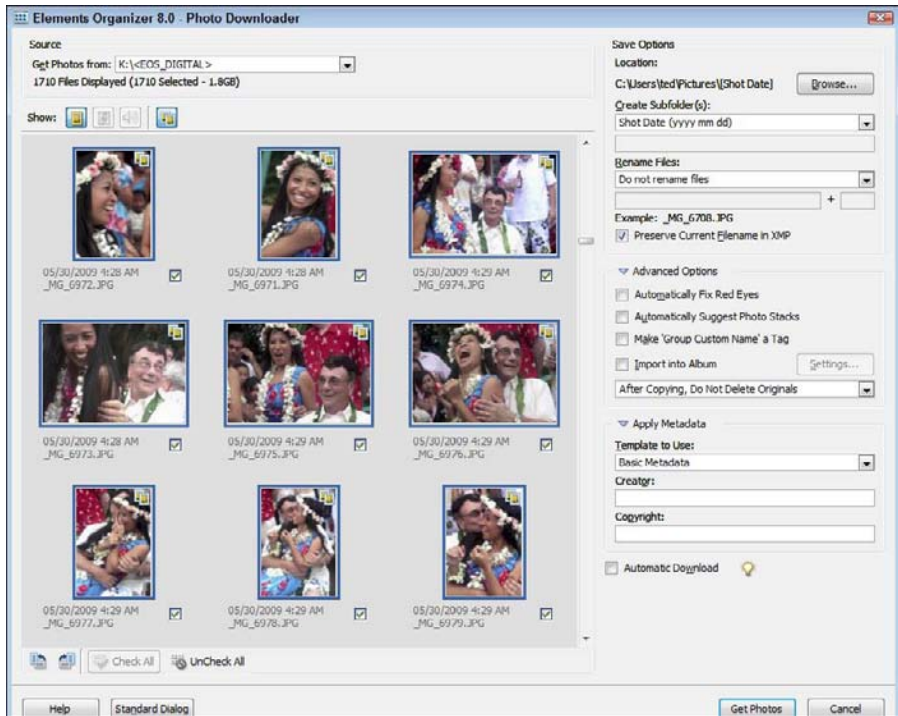 Elements Organizer 8.0 - Photo Downloader
Source
Get Photos from: K:\<EOS_DIGITAL>
1710 Files Displayed (1710 Selected - 1.8GB)
Show:
05/30/2009 4:28 AM
_MG_6972.JPG
05/30/2009 4:28 AM
_MG_6971.JPG
05/30/2009 4:29 AM
_MG_6974.JPG
05/30/2009 4:28 AM
_MG_6973.JPG
05/30/2009 4:29 AM
_MG_6975.JPG
05/30/2009 4:29 AM
_MG_6976.JPG
05/30/2009 4:29 AM
_MG_6977.JPG
05/30/2009 4:29 AM
_MG_6978.JPG
05/30/2009 4:29 AM
_MG_6979.JPG
Check All
UnCheck All
Help
Standard Dialog
Save Options
Location:
C:\Users\ted\Pictures\[Shot Date]
Browse...
Create Subfolder(s):
Shot Date (yyyy mm dd)
Rename Files:
Do not rename files
+
Example: _MG_6708.JPG
Preserve Current Filename in XMP
Advanced Options
Automatically Fix Red Eyes
Automatically Suggest Photo Stacks
Make 'Group Custom Name' a Tag
Import into Album
Settings...
After Copying, Do Not Delete Originals
Apply Metadata
Template to Use:
Basic Metadata
Creator:
Copyright:
Automatic Download
Get Photos
Cancel